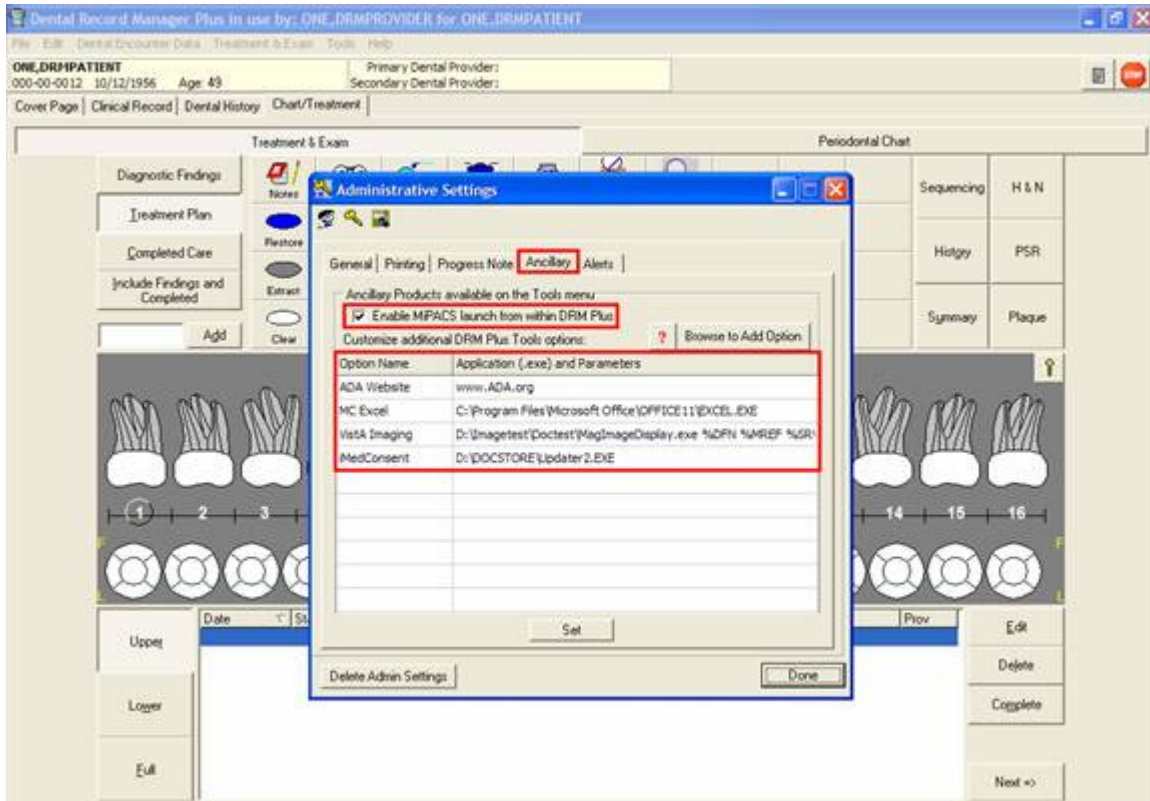 Dental Record Manager Plus in use by: ONE,DRMPROVIDER for ONE,DRMPATIENT
File Edit Dental Encounter Data Treatment & Exam Tools Help
ONE,DRMPATIENT Primary Dental Provider:
000-00-0012 10/12/1956 Age: 49 Secondary Dental Provider:
STOP
Cover Page Clinical Record Dental History Chart/Treatment
Treatment & Exam Periodontal Chart
Diagnostic Findings
Treatment Plan
Completed Care
Include Findings and
Completed
Add
Notes
Restore
Extract
Clear
Sequencing H & N
History PSR
Summary Plaque
Administrative Settings
General Printing Progress Note Ancillary Alerts
Ancillary Products available on the Tools menu
Enable MiPACS launch from within DRM Plus
Customize additional DRM Plus Tools options: ? Browse to Add Option
Option Name Application (.exe) and Parameters
ADA Website www.ADA.org
MC Excel C:\Program Files\Microsoft Office\OFFICE11\EXCEL.EXE
VistA Imaging D:\Imagetest\Doctest\MagImageDisplay.exe %DFN %MREF
iMedConsent D:\DOCSTORE\Updater2.EXE
Set
Delete Admin Settings Done
1 2 3 14 15 16
F F
L L
Date St Prov
Upper
Lower
Full
Edit
Delete
Complete
Next =>